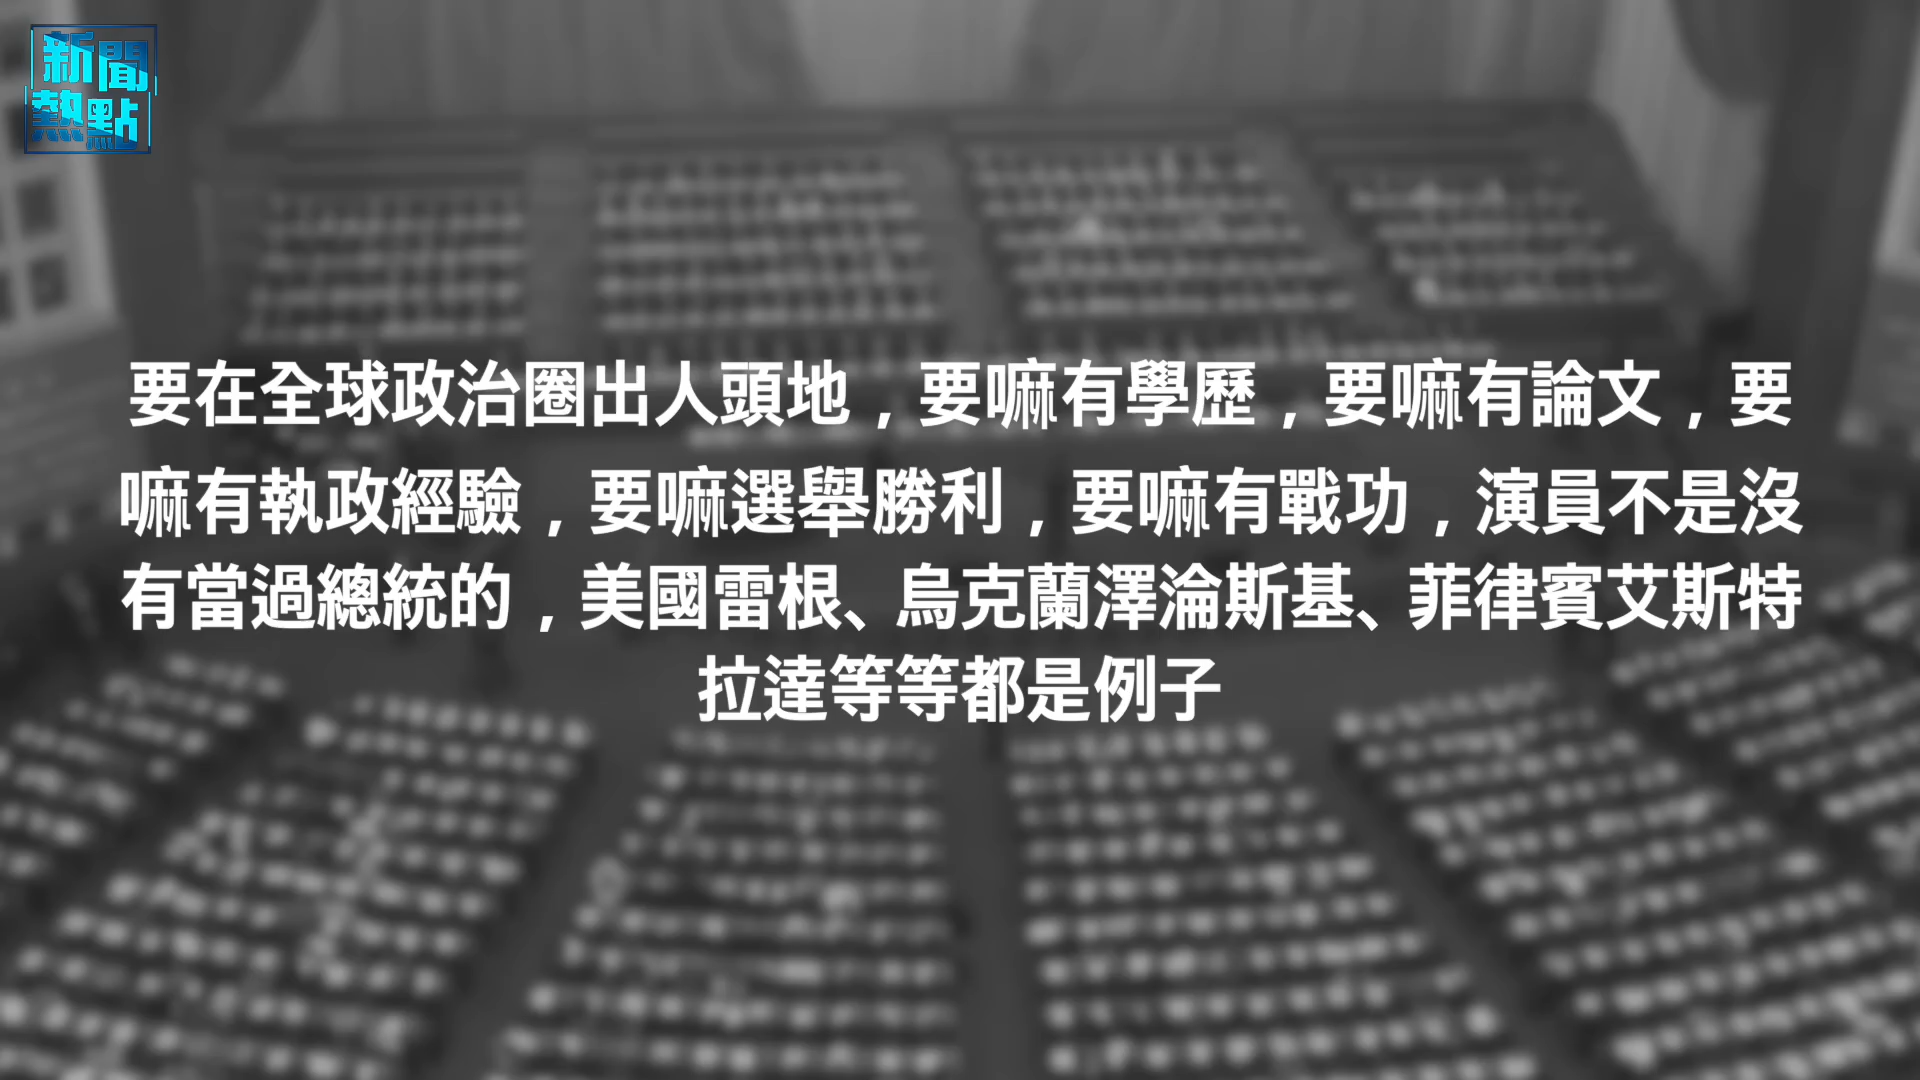 新聞
熱點
要在全球政治圈出人頭地，要嘛有學歷，要嘛有論文，要
嘛有執政經驗，要嘛選舉勝利，要嘛有戰功，演員不是沒
有當過總統的，美國雷根、烏克蘭澤淪斯基、菲律賓艾斯特
拉達等等都是例子